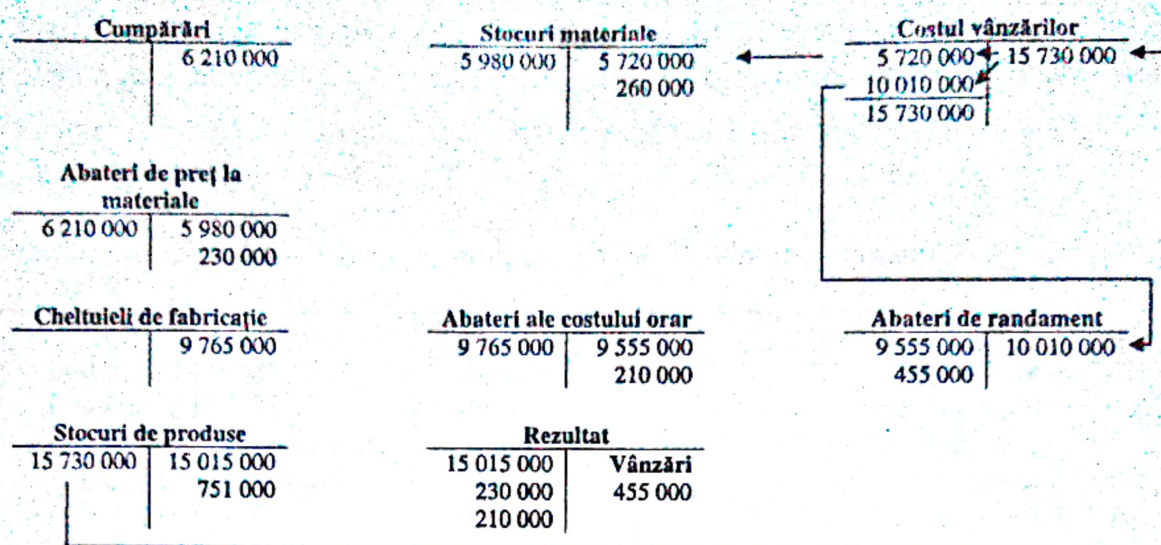 Cumpărări
6 210 000
Stocuri materiale
5 980 000 5 720 000
260 000
Costul vânzărilor
5 720 000 15 730 000
10 010 000
15 730 000
Abateri de preţ la
materiale
6 210 000 5 980 000
230 000
Cheltuieli de fabricaţie
9 765 000
Abateri ale costului orar
9 765 000 9 555 000
210 000
Abateri de randament
9 555 000 10 010 000
455 000
Stocuri de produse
15 730 000 15 015 000
751 000
Rezultat
15 015 000 Vânzări
230 000 455 000
210 000